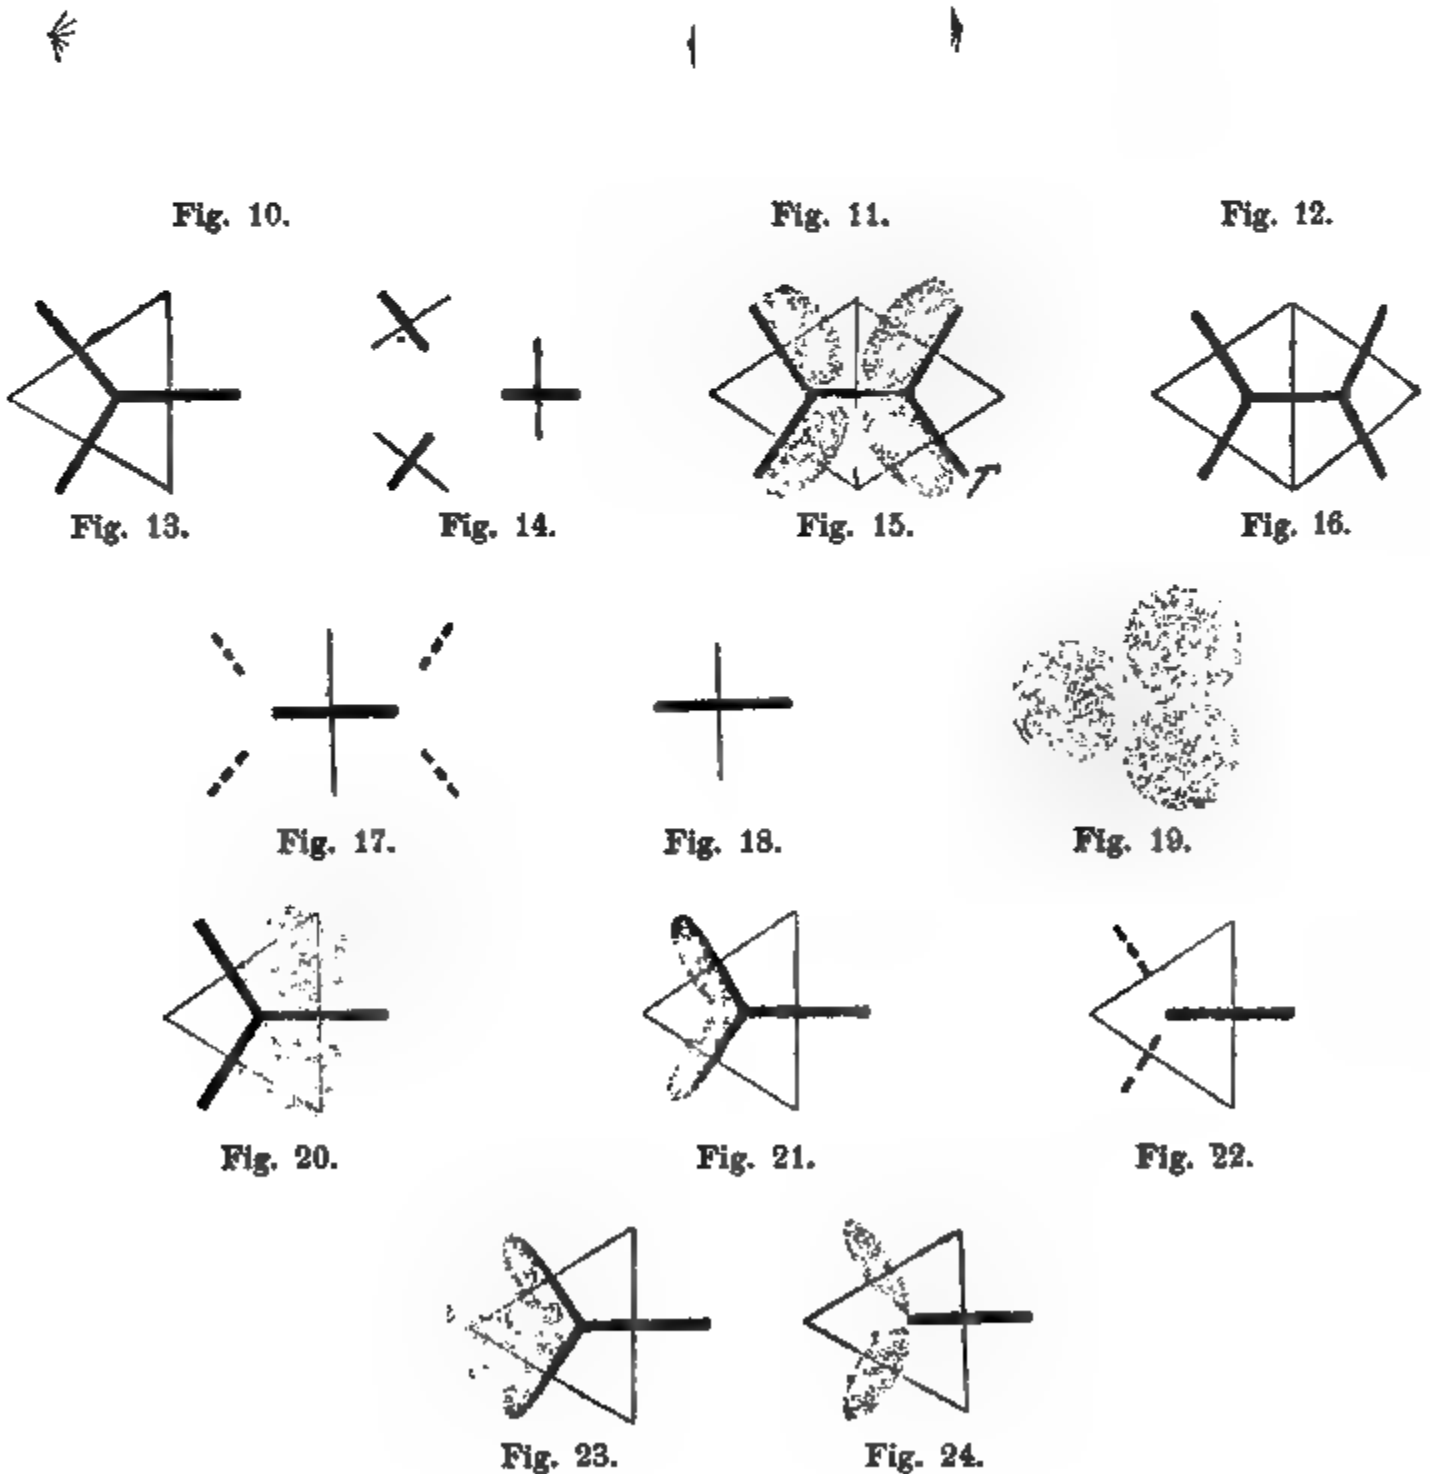 Fig. 10. Fig. 11. Fig. 12.
Fig. 13. Fig. 14. Fig. 15. Fig. 16.
Fig. 17. Fig. 18. Fig. 19.
Fig. 20. Fig. 21. Fig. 22.
Fig. 23. Fig. 24.